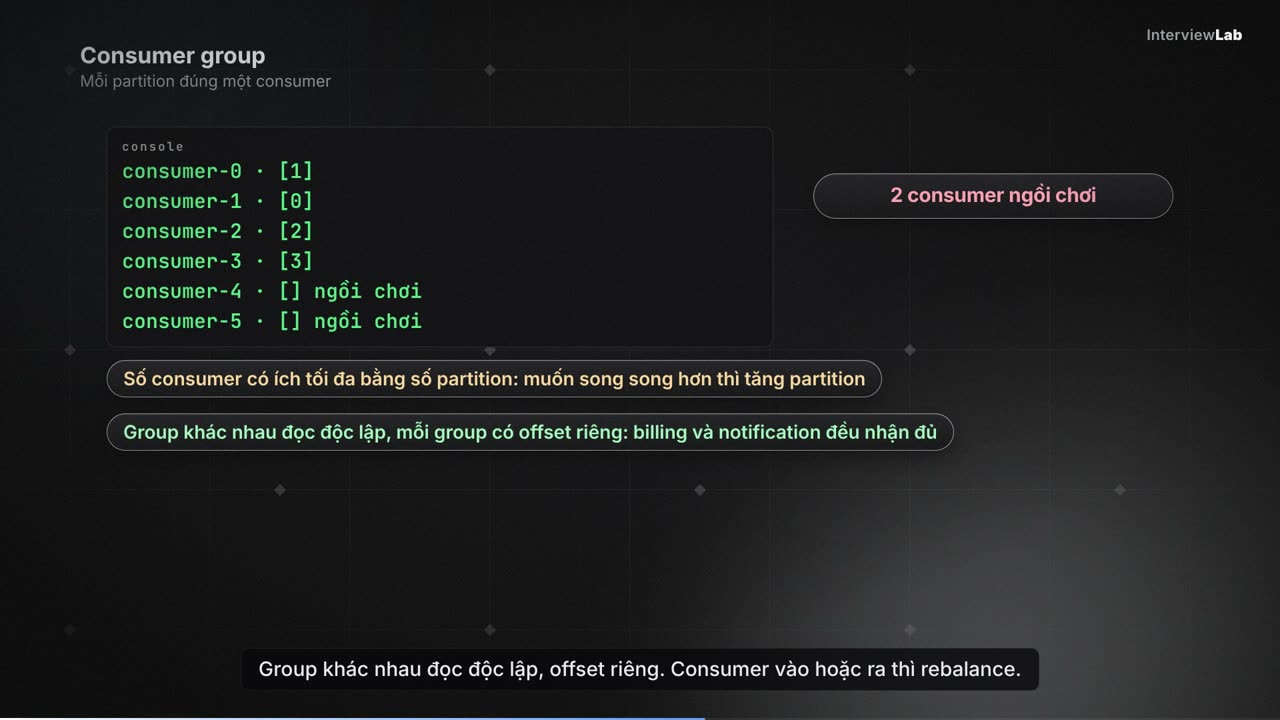 InterviewLab
Consumer group
Mỗi partition đúng một consumer
console
consumer-0 · [1]
consumer-1 · [0]
consumer-2 · [2]
consumer-3 · [3]
consumer-4 · [] ngồi chơi
consumer-5 · [] ngồi chơi
2 consumer ngồi chơi
Số consumer có ích tối đa bằng số partition: muốn song song hơn thì tăng partition
Group khác nhau đọc độc lập, mỗi group có offset riêng: billing và notification đều nhận đủ
Group khác nhau đọc độc lập, offset riêng. Consumer vào hoặc ra thì rebalance.